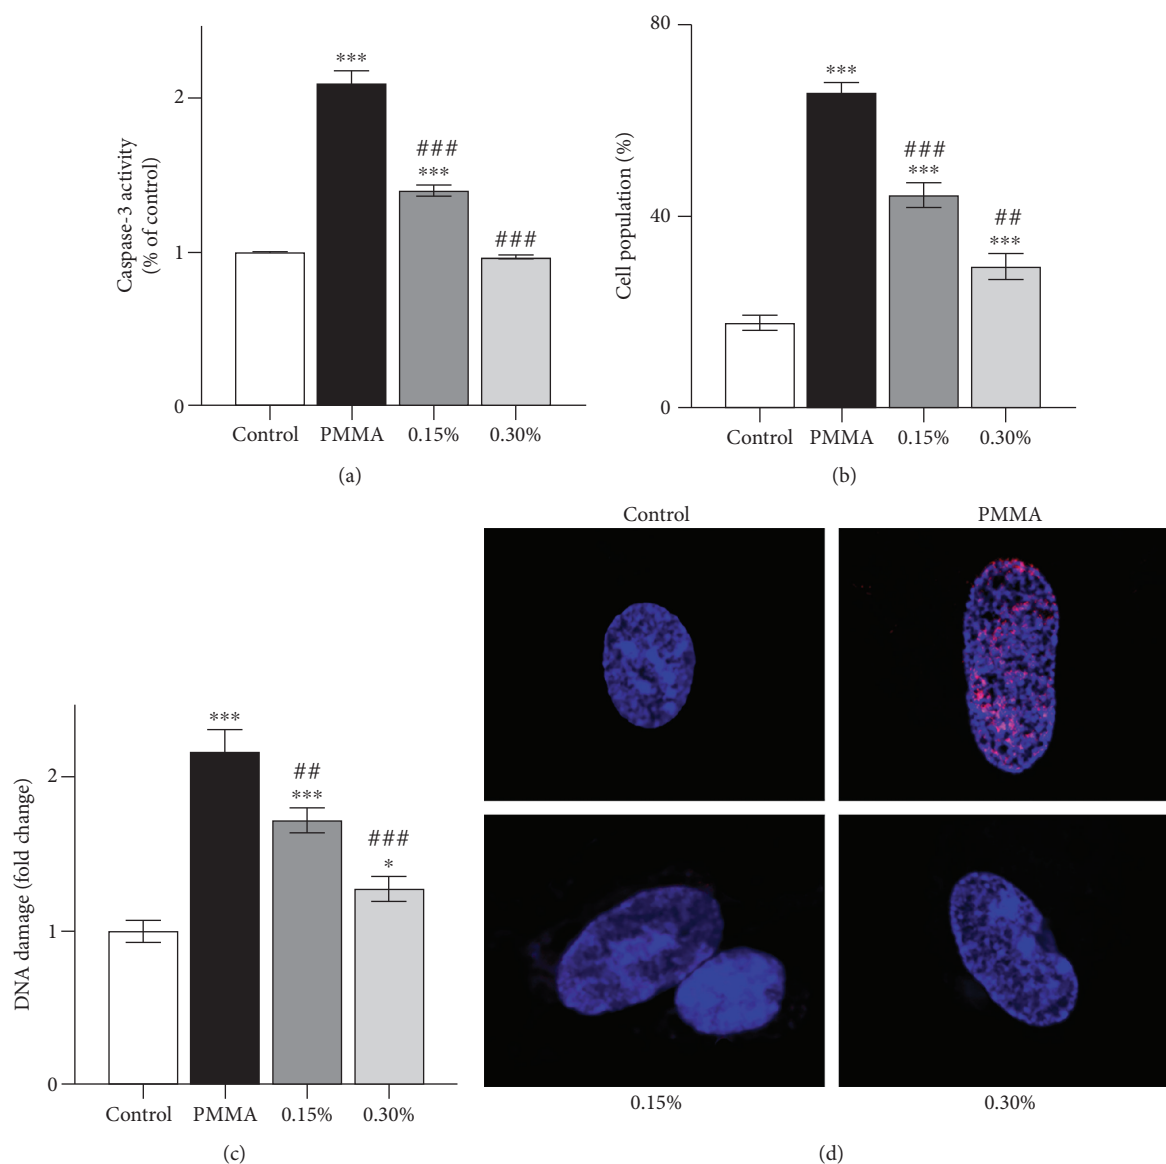 Caspase-3 activity
(% of control)
2
1
0
***
###
***
###
Control PMMA 0.15% 0.30%
(a)
Cell population (%)
80
40
0
***
###
***
##
***
Control PMMA 0.15% 0.30%
(b)
DNA damage (fold change)
2
1
0
***
##
***
###
*
Control PMMA 0.15% 0.30%
(c)
Control PMMA
0.15% 0.30%
(d)